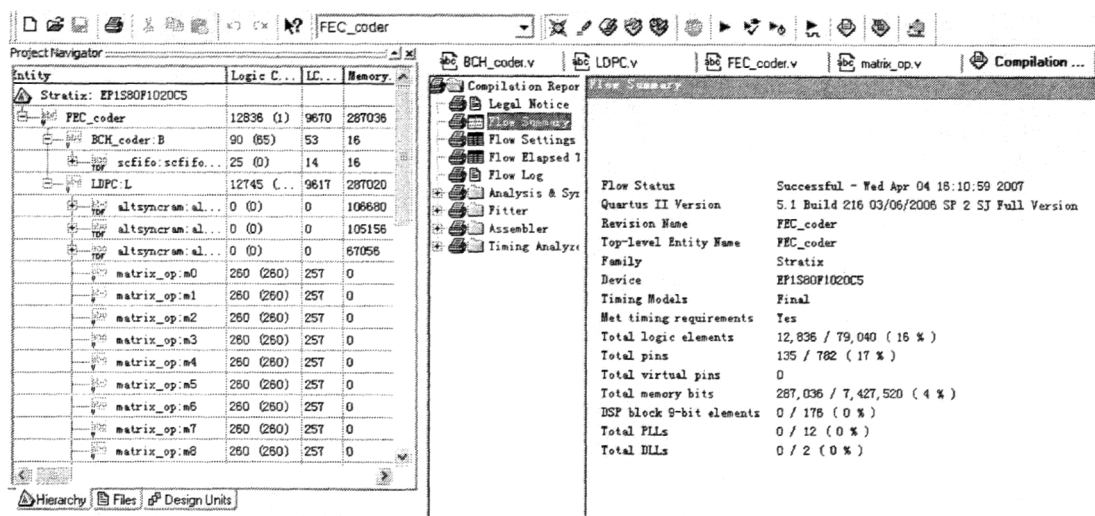 FEC_coder
Project Navigator
Entity Logic C... LC... Memory.
Stratix: EP1S80F1020C5
FEC_coder 12836 (1) 9670 287036
BCH_coder:B 90 (65) 53 16
scfifo:scfifo... 25 (0) 14 16
LDPC:L 12745 (... 9617 287020
altsyncram:al... 0 (0) 0 106680
altsyncram:al... 0 (0) 0 105156
altsyncram:al... 0 (0) 0 67056
matrix_op:m0 260 (260) 257 0
matrix_op:m1 260 (260) 257 0
matrix_op:m2 260 (260) 257 0
matrix_op:m3 260 (260) 257 0
matrix_op:m4 260 (260) 257 0
matrix_op:m5 260 (260) 257 0
matrix_op:m6 260 (260) 257 0
matrix_op:m7 260 (260) 257 0
matrix_op:m8 260 (260) 257 0
Hierarchy Files Design Units
BCH_coder.v LDPC.v FEC_coder.v matrix_op.v Compilation ...
Compilation Repor
Legal Notice
Flow Summary
Flow Settings
Flow Elapsed T
Flow Log
Analysis & Syn
Fitter
Assembler
Timing Analyze
Flow Summary
Flow Status Successful - Wed Apr 04 16:10:59 2007
Quartus II Version 5.1 Build 216 03/06/2006 SP 2 SJ Full Version
Revision Name FEC_coder
Top-level Entity Name FEC_coder
Family Stratix
Device EP1S80F1020C5
Timing Models Final
Met timing requirements Yes
Total logic elements 12,836 / 79,040 ( 16 % )
Total pins 135 / 782 ( 17 % )
Total virtual pins 0
Total memory bits 287,036 / 7,427,520 ( 4 % )
DSP block 9-bit elements 0 / 176 ( 0 % )
Total PLLs 0 / 12 ( 0 % )
Total DLLs 0 / 2 ( 0 % )